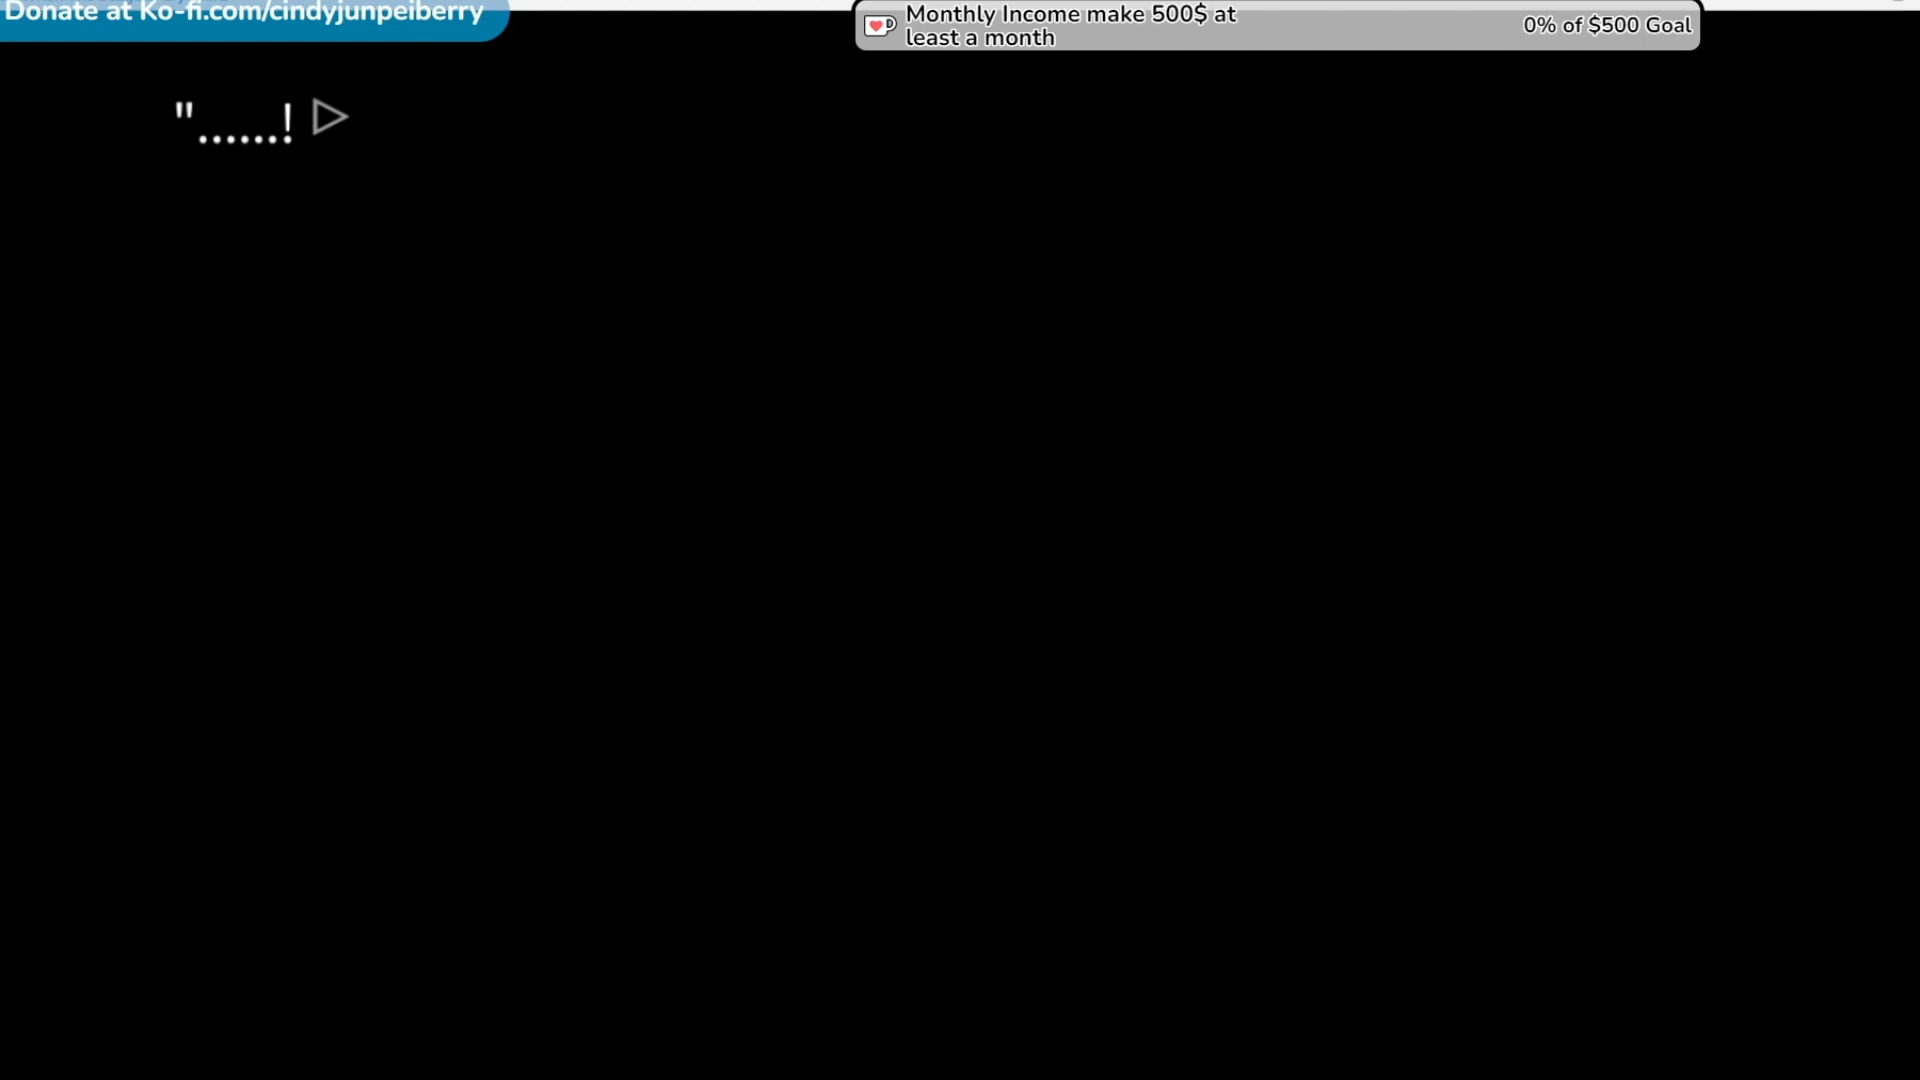 Donate at Ko-fi.com/cindyjunpeiberry
Monthly Income make 500$ at
least a month
0% of $500 Goal
"......!